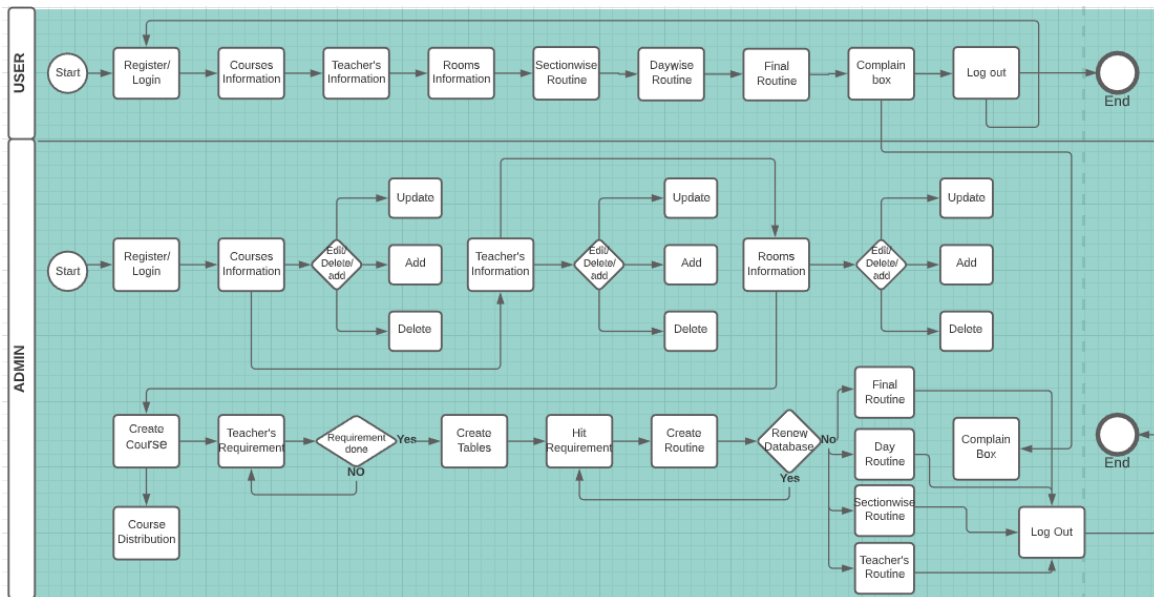 USER
Start
Register/
Login
Courses
Information
Teacher's
Information
Rooms
Information
Sectionwise
Routine
Daywise
Routine
Final
Routine
Complain
box
Log out
End
ADMIN
Start
Register/
Login
Courses
Information
Edit/
Delete/
add
Update
Add
Delete
Teacher's
Information
Edit/
Delete/
add
Update
Add
Delete
Rooms
Information
Edit/
Delete/
add
Update
Add
Delete
Create
Course
Course
Distribution
Teacher's
Requirement
Requirement
done
Yes
NO
Create
Tables
Hit
Requirement
Create
Routine
Renew
Database
No
Yes
Final
Routine
Day
Routine
Sectionwise
Routine
Teacher's
Routine
Complain
Box
Log Out
End